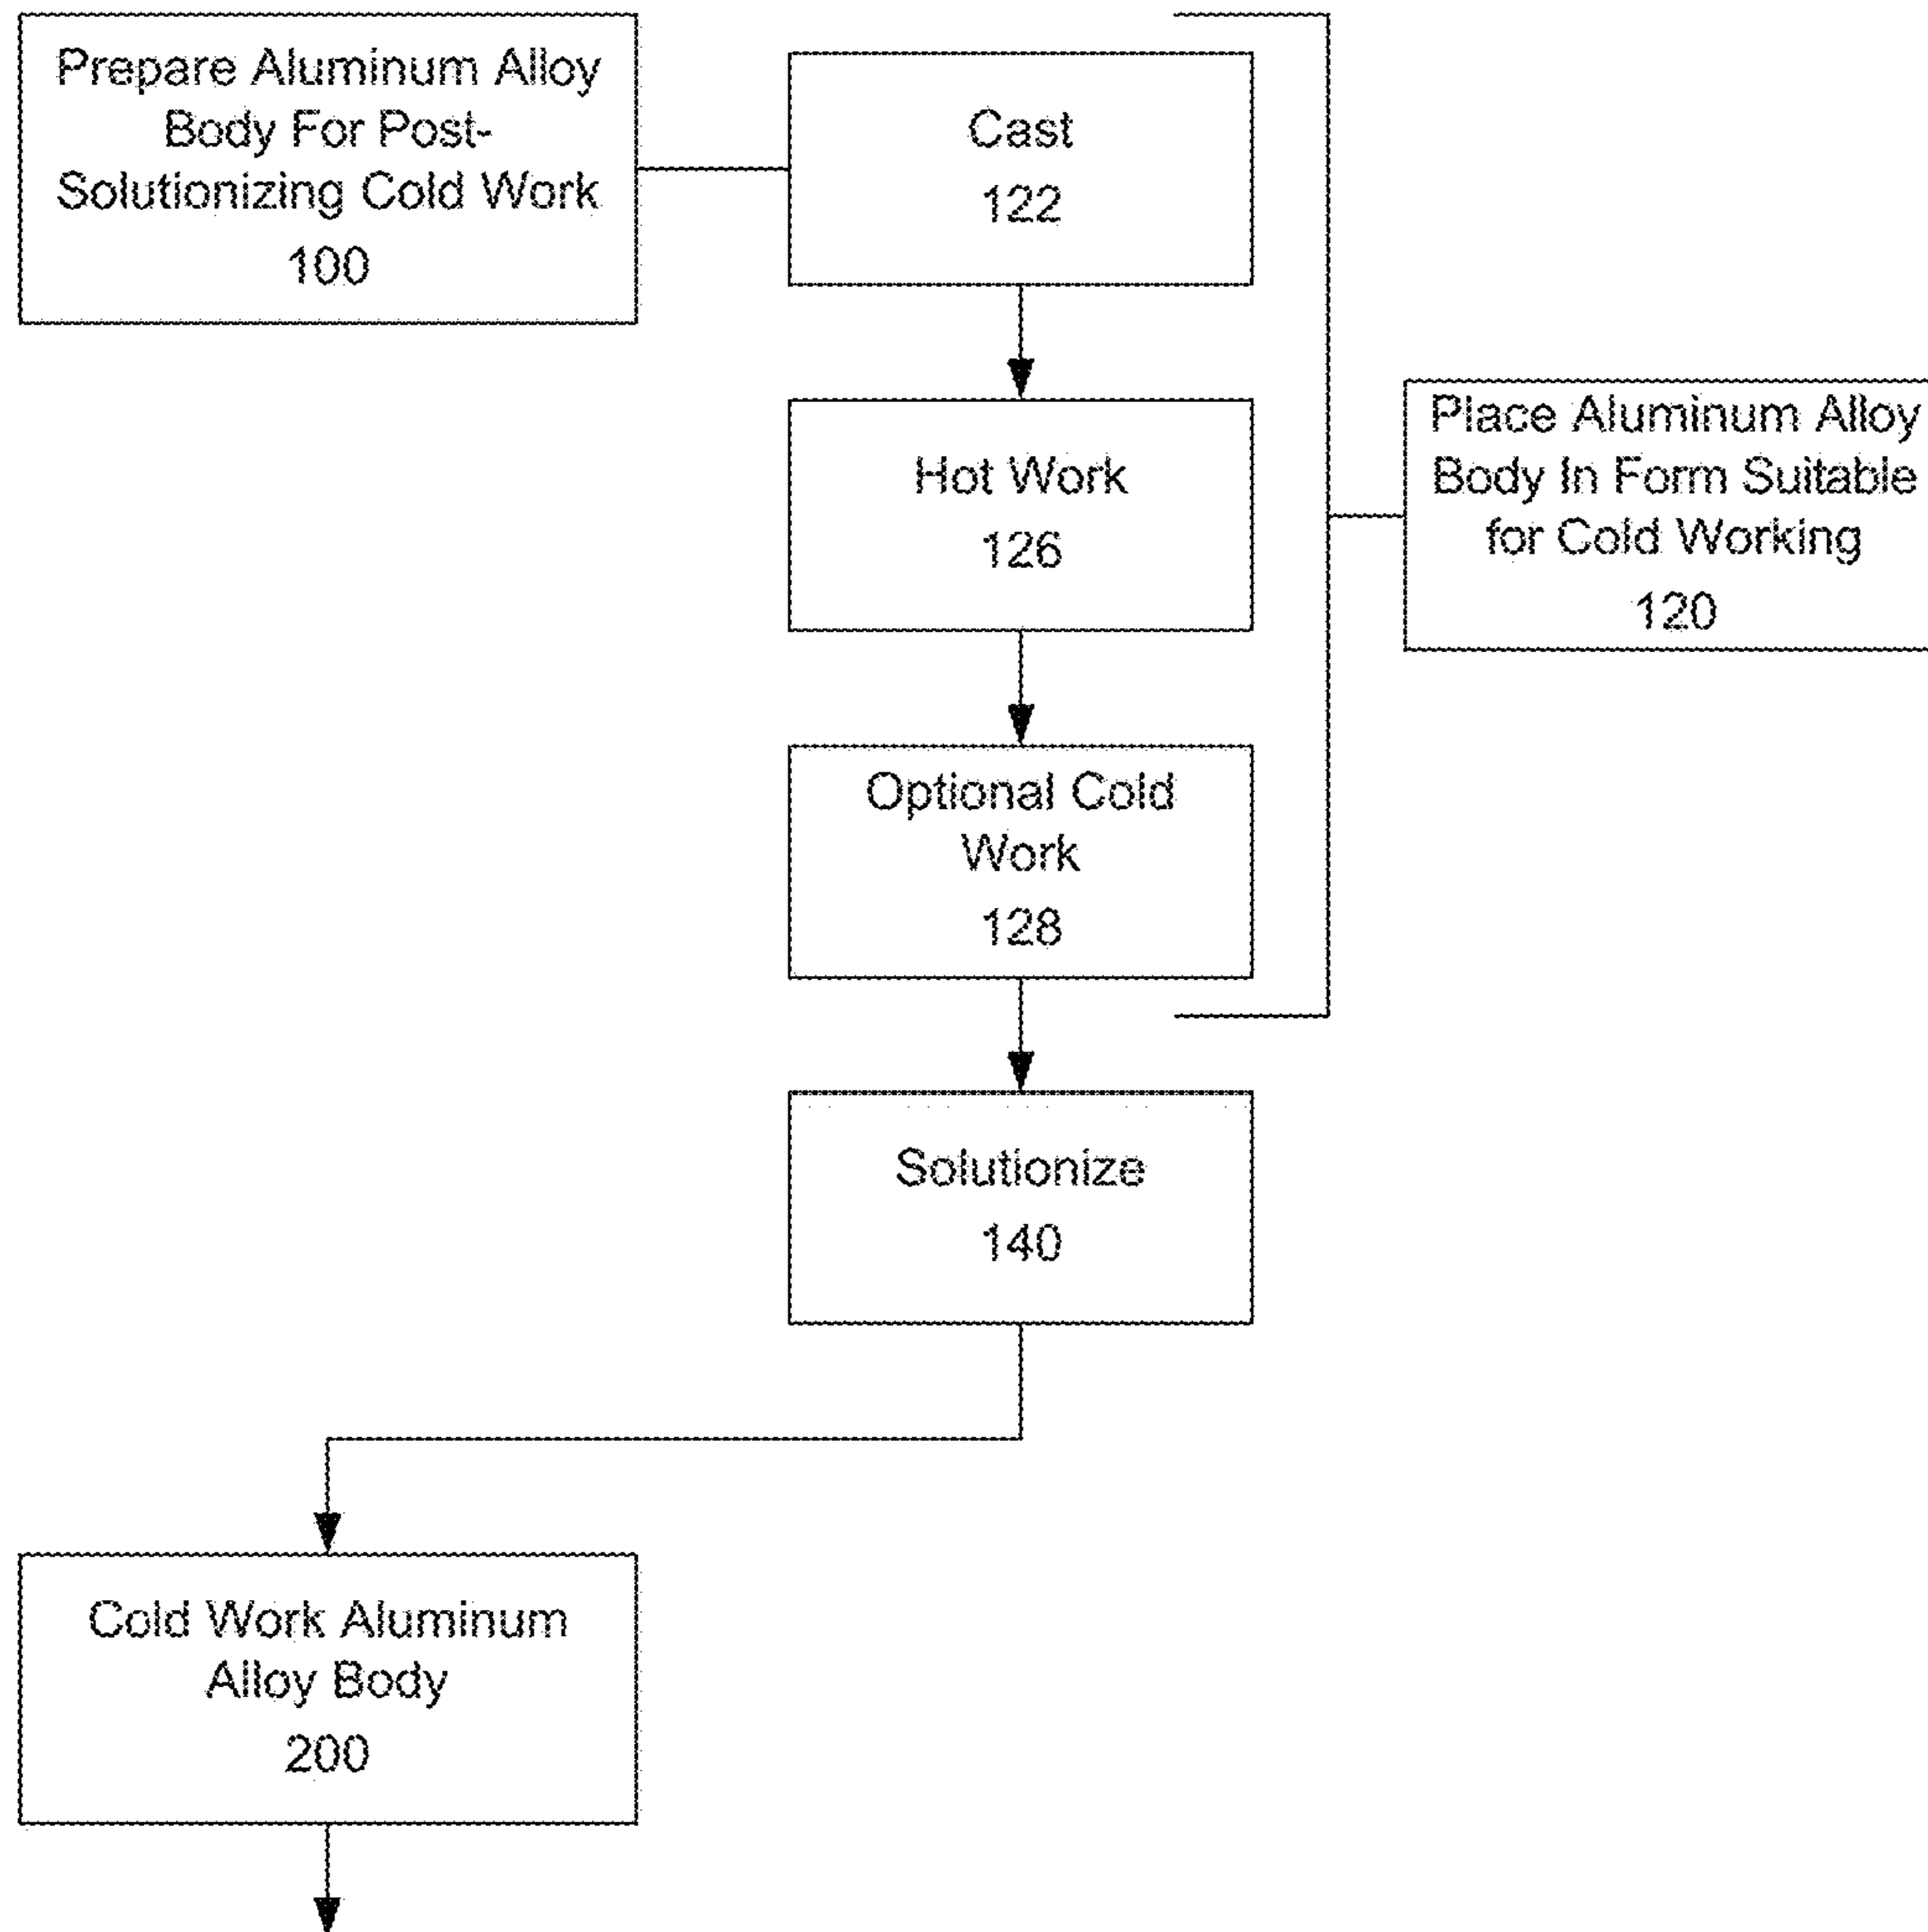 Prepare Aluminum Alloy
Body For Post-
Solutionizing Cold Work
100
Cast
122
Hot Work
126
Place Aluminum Alloy
Body In Form Suitable
for Cold Working
120
Optional Cold
Work
128
Solutionize
140
Cold Work Aluminum
Alloy Body
200